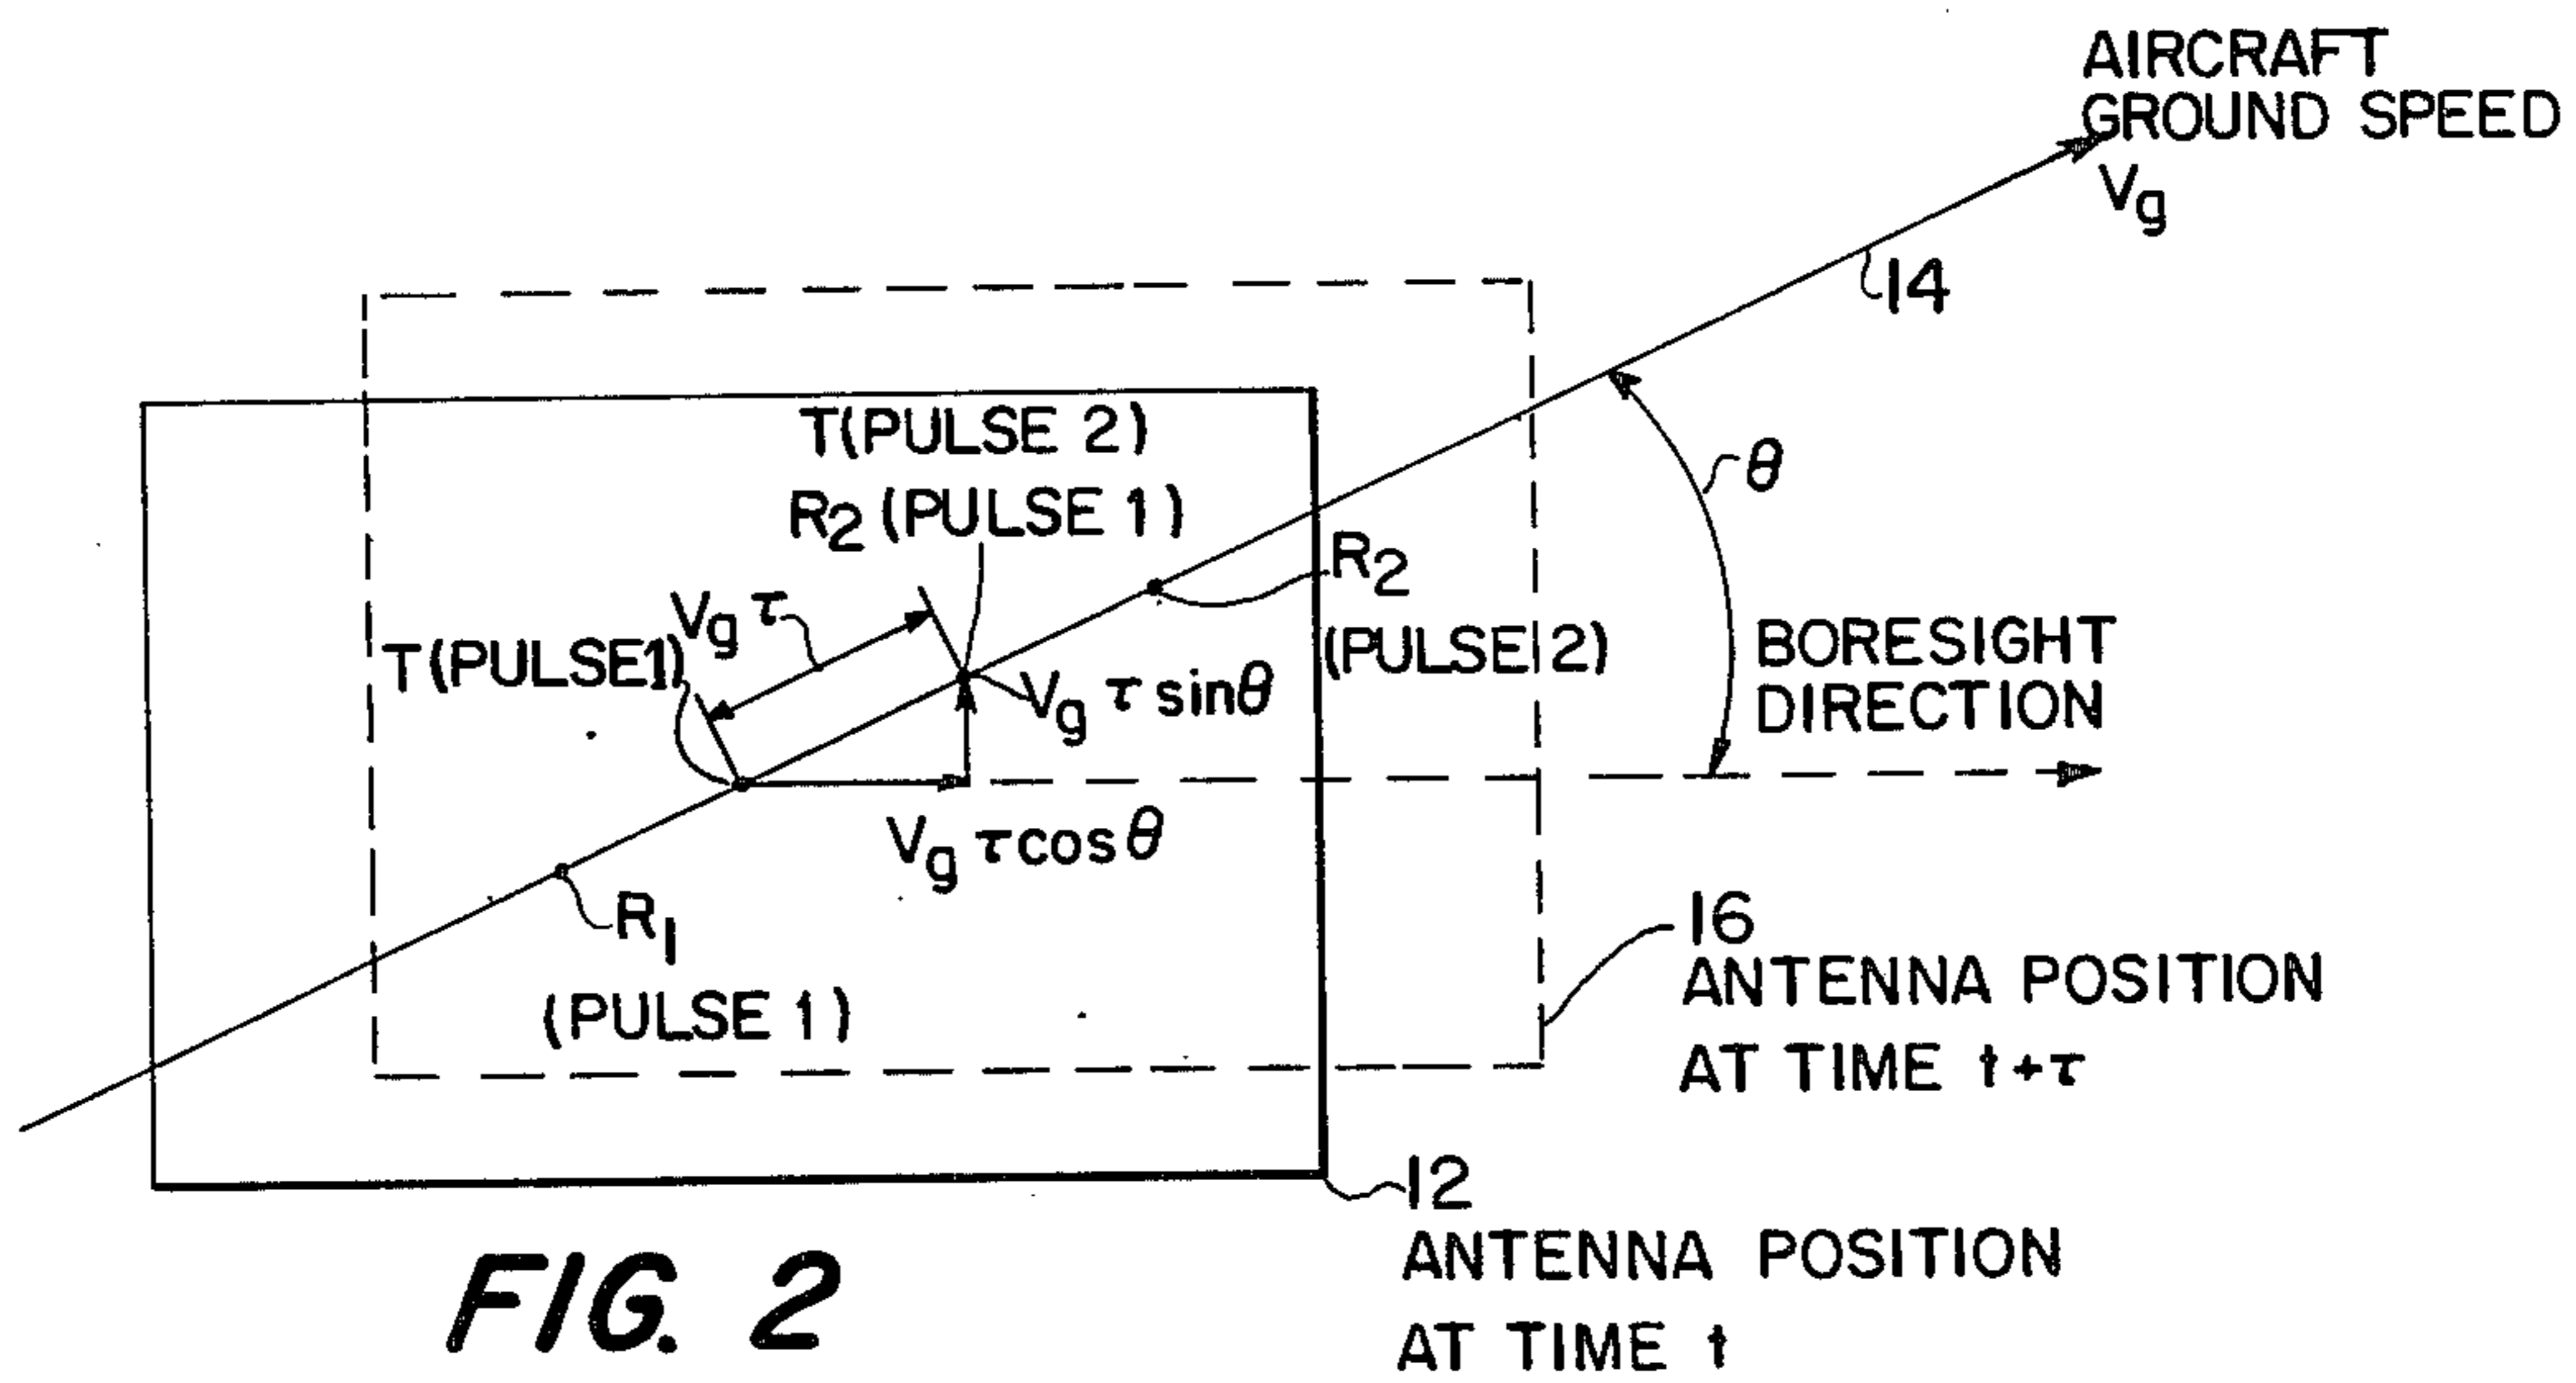 AIRCRAFT
GROUND SPEED
Vg
14
θ
T(PULSE 2)
R2 (PULSE 1)
R2
(PULSE 2)
Vg τ
T(PULSE1)
Vg τ sinθ
BORESIGHT
DIRECTION
Vg τ cos θ
R1
(PULSE 1)
16
ANTENNA POSITION
AT TIME t+τ
12
ANTENNA POSITION
AT TIME t
FIG. 2